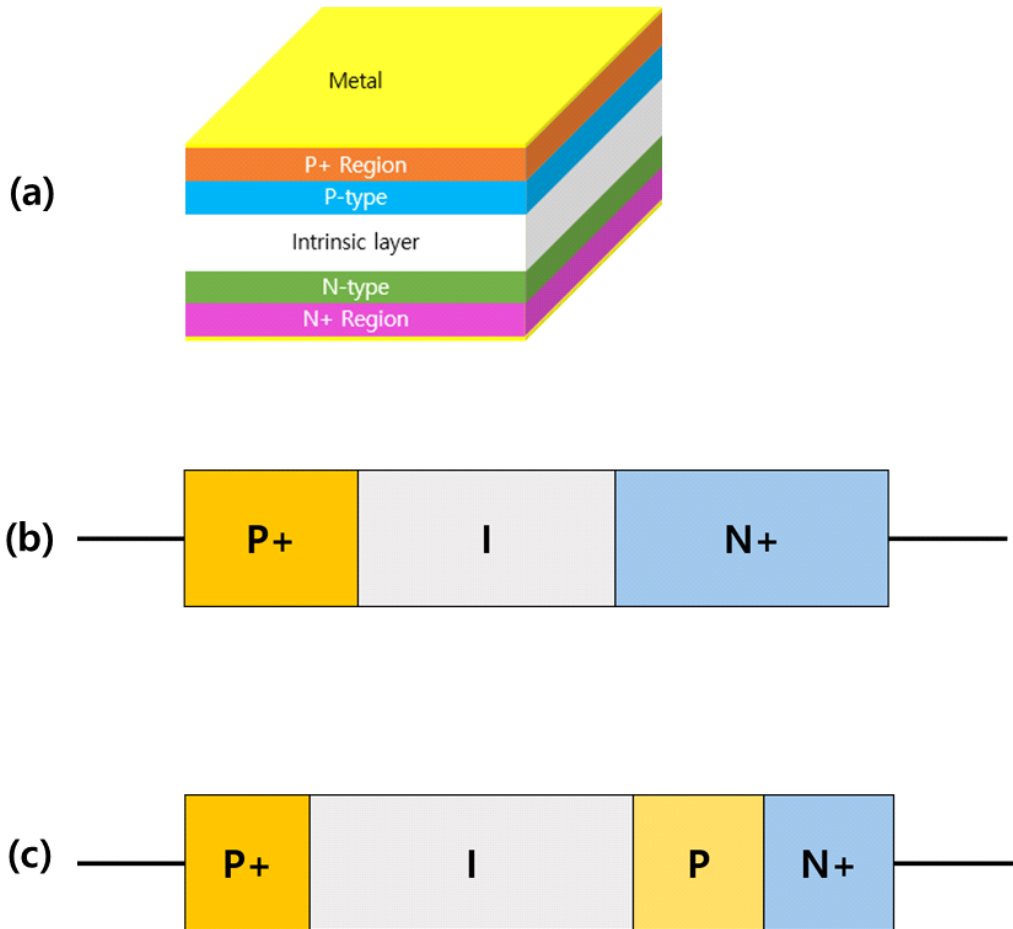 (a)
Metal
P+ Region
P-type
Intrinsic layer
N-type
N+ Region
(b)
P+ I N+
(c)
P+ I P N+